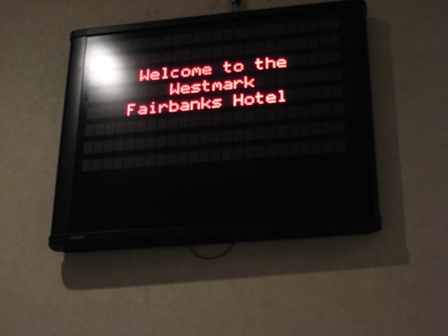 Welcome to the
Westmark
Fairbanks Hotel